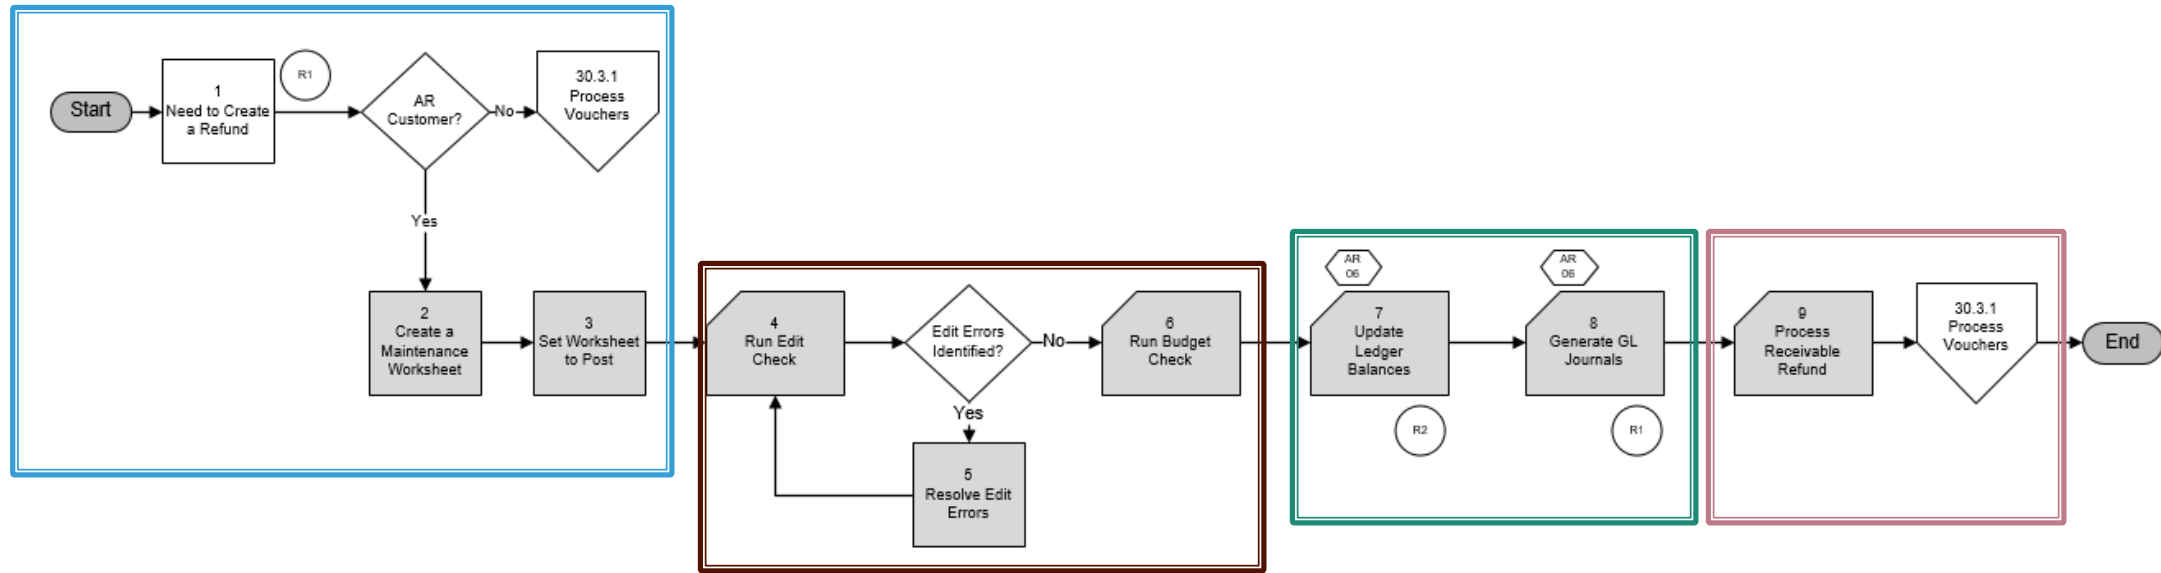 Start
1
Need to Create
a Refund
R1
AR
Customer?
No
30.3.1
Process
Vouchers
Yes
2
Create a
Maintenance
Worksheet
3
Set Worksheet
to Post
4
Run Edit
Check
Edit Errors
Identified?
No
Yes
5
Resolve Edit
Errors
6
Run Budget
Check
AR
06
7
Update
Ledger
Balances
R2
AR
06
8
Generate GL
Journals
R1
9
Process
Receivable
Refund
30.3.1
Process
Vouchers
End